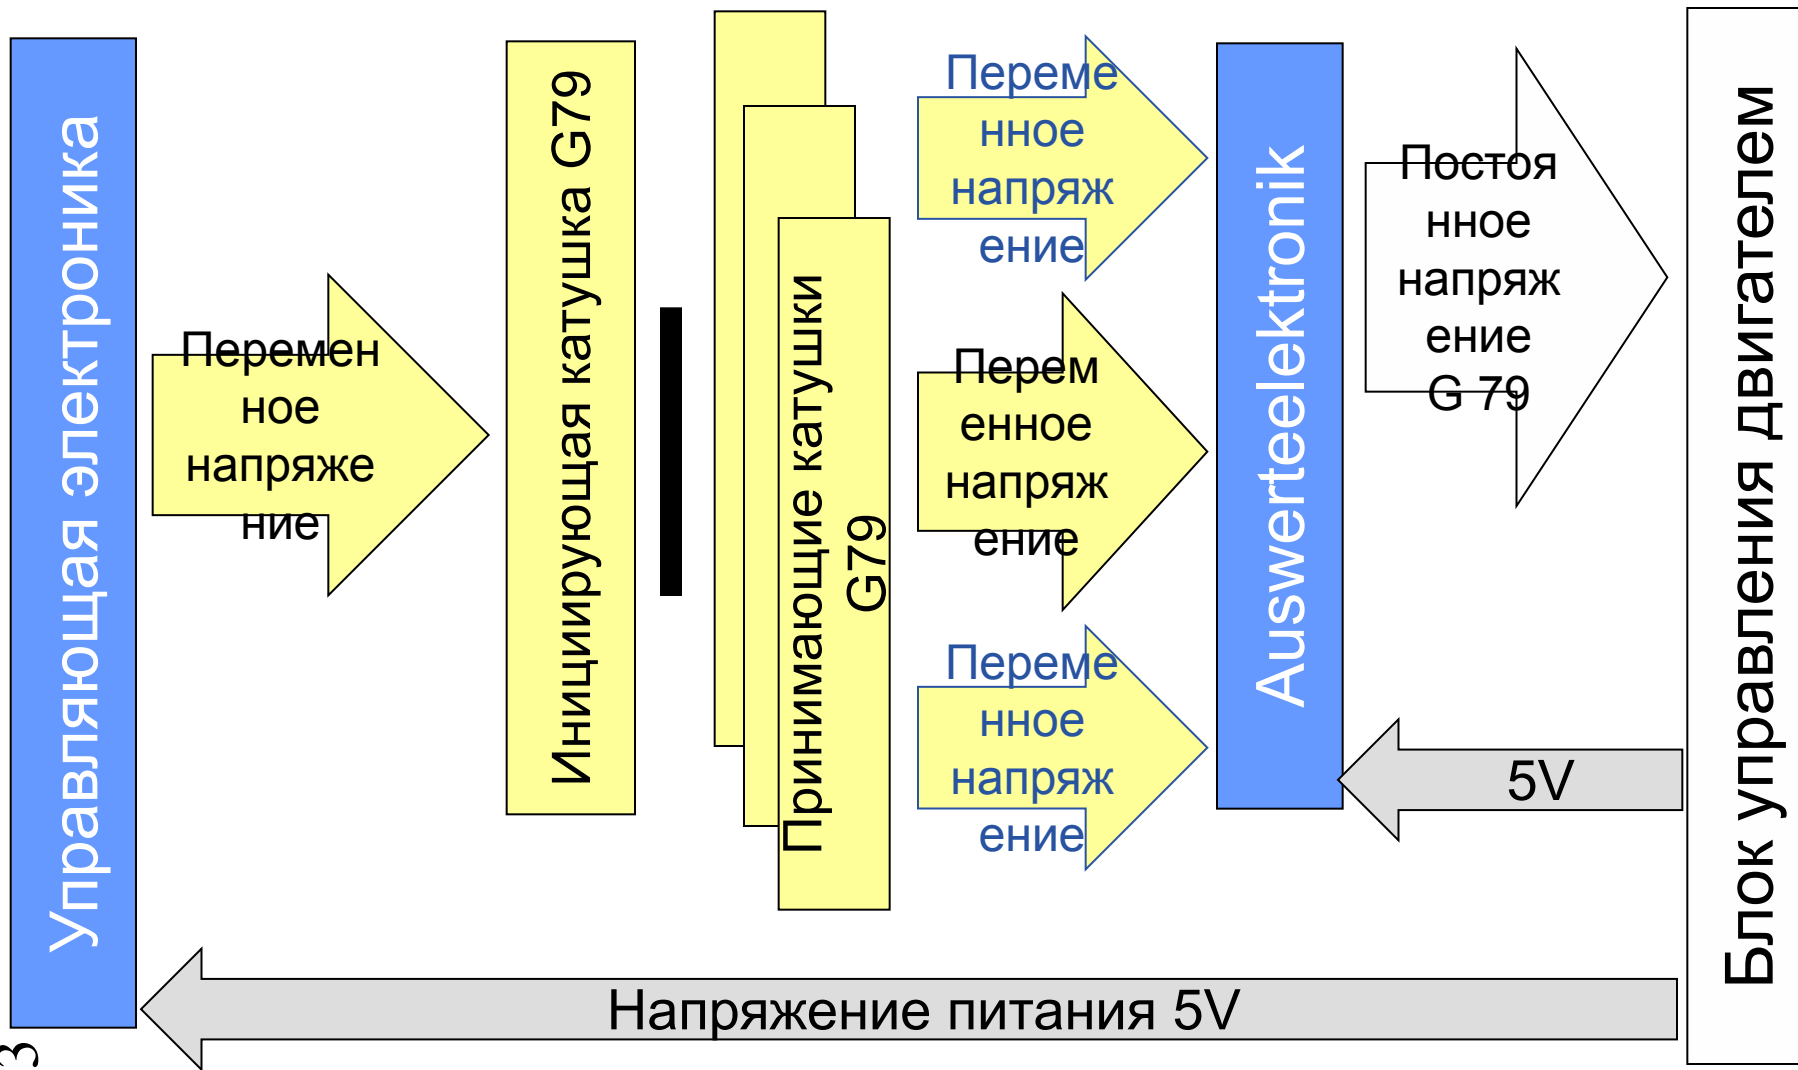 Управляющая электроника
Перемен
ное
напряже
ние
Инициирующая катушка G79
Принимающие катушки
G79
Переме
нное
напряж
ение
Перем
енное
напряж
ение
Переме
нное
напряж
ение
Auswerteelektronik
Постоя
нное
напряж
ение
G 79
5V
Блок управления двигателем
Напряжение питания 5V
3